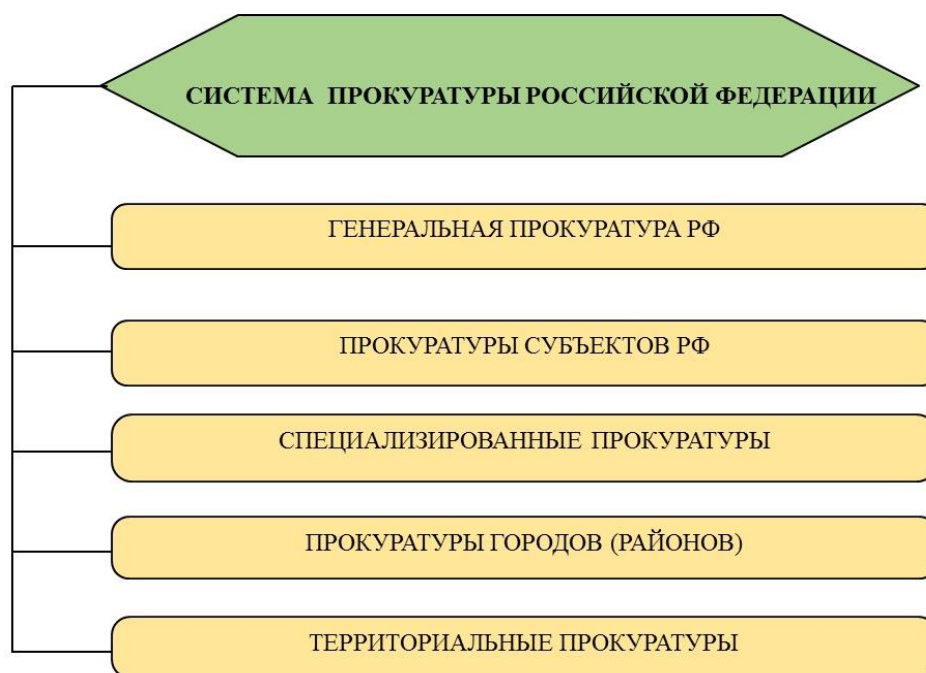 СИСТЕМА ПРОКУРАТУРЫ РОССИЙСКОЙ ФЕДЕРАЦИИ
ГЕНЕРАЛЬНАЯ ПРОКУРАТУРА РФ
ПРОКУРАТУРЫ СУБЪЕКТОВ РФ
СПЕЦИАЛИЗИРОВАННЫЕ ПРОКУРАТУРЫ
ПРОКУРАТУРЫ ГОРОДОВ (РАЙОНОВ)
ТЕРРИТОРИАЛЬНЫЕ ПРОКУРАТУРЫ